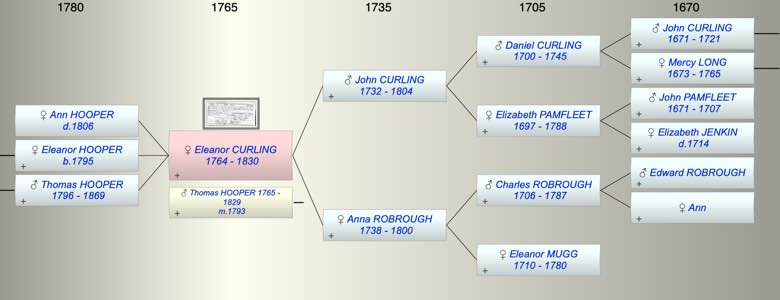 1780 1765 1735 1705 1670
♀ Ann HOOPER
d.1806
♀ Eleanor HOOPER
b.1795
+
♂ Thomas HOOPER
1796 - 1869
+
♀ Eleanor CURLING
1764 - 1830
+
♂ Thomas HOOPER 1765 -
1829
m.1793
+
♂ John CURLING
1732 - 1804
+
♀ Anna ROBROUGH
1738 - 1800
+
♂ Daniel CURLING
1700 - 1745
+
♀ Elizabeth PAMFLEET
1697 - 1788
+
♂ Charles ROBROUGH
1706 - 1787
+
♀ Eleanor MUGG
1710 - 1780
+
♂ John CURLING
1671 - 1721
+
♀ Mercy LONG
1673 - 1765
+
♂ John PAMFLEET
1671 - 1707
+
♀ Elizabeth JENKIN
d.1714
+
♂ Edward ROBROUGH
+
♀ Ann
+